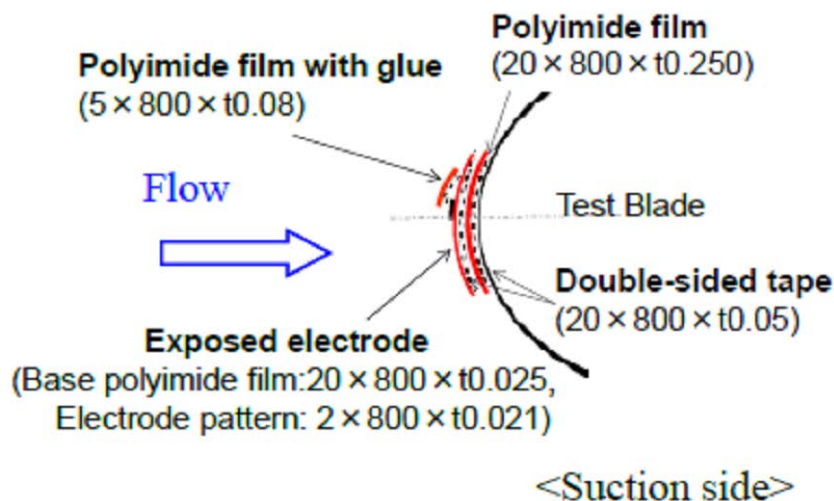 Polyimide film
(20×800×t0.250)
Polyimide film with glue
(5×800×t0.08)
Flow
Test Blade
Double-sided tape
(20×800×t0.05)
Exposed electrode
(Base polyimide film:20×800×t0.025,
Electrode pattern: 2×800×t0.021)
<Suction side>